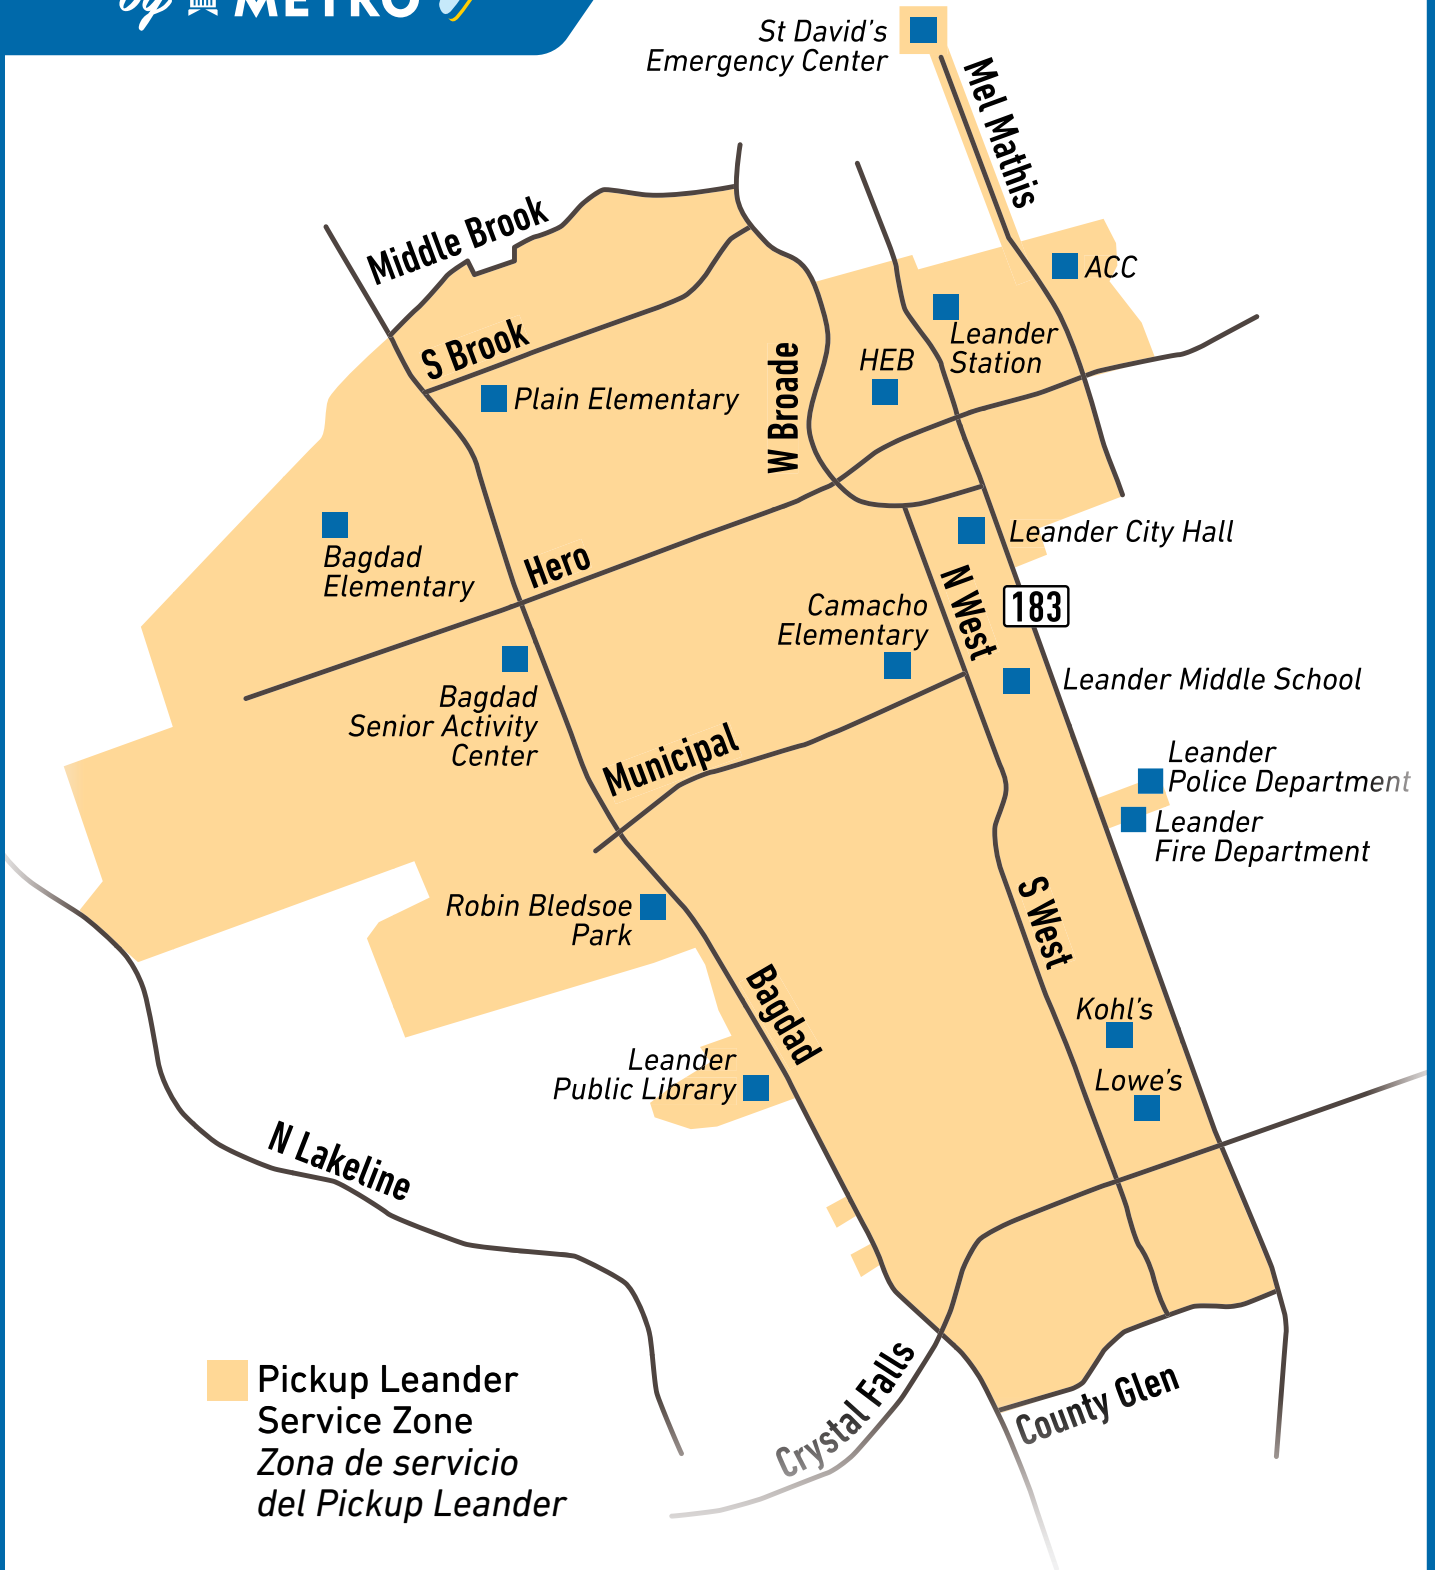 by METRO
St David's
Emergency Center
Mel Mathis
Middle Brook
ACC
S Brook
Leander
Station
HEB
W Broade
Plain Elementary
Bagdad
Elementary
Hero
Leander City Hall
N West
183
Camacho
Elementary
Bagdad
Senior Activity
Center
Leander Middle School
Municipal
Leander
Police Department
Leander
Fire Department
Robin Bledsoe
Park
S West
Bagdad
Kohl's
Leander
Public Library
Lowe's
N Lakeline
Crystal Falls
County Glen
Pickup Leander
Service Zone
Zona de servicio
del Pickup Leander